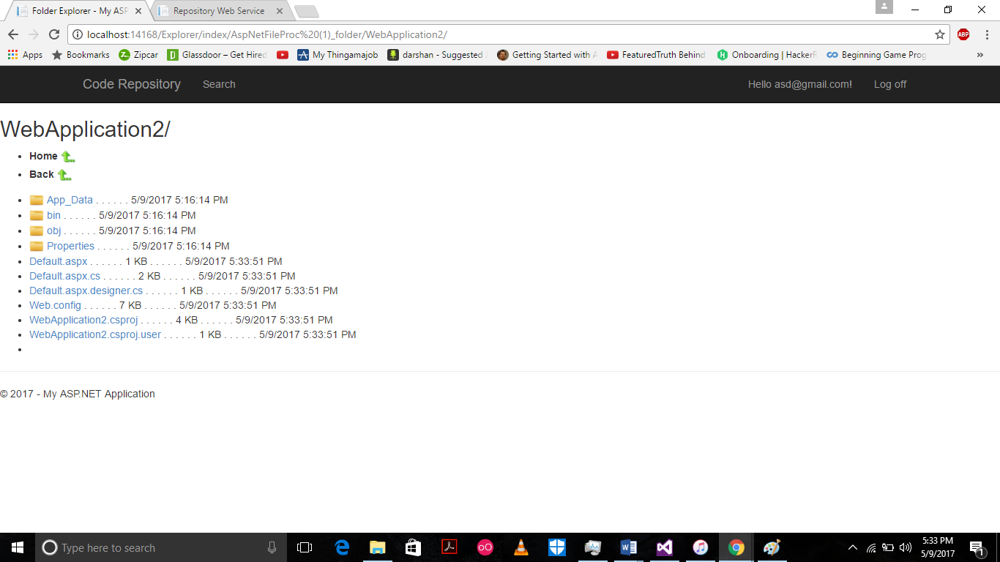 Folder Explorer - My ASP
Repository Web Service
localhost:14168/Explorer/index/AspNetFileProc%20(1)_folder/WebApplication2/
ABP
Apps
Bookmarks
Zipcar
Glassdoor – Get Hired
My Thingamajob
darshan - Suggested
Getting Started with A
FeaturedTruth Behind
Onboarding | HackerR
Beginning Game Prog
»
Code Repository
Search
Hello asd@gmail.com!
Log off
WebApplication2/
Home
Back
App_Data . . . . . . 5/9/2017 5:16:14 PM
bin . . . . . . 5/9/2017 5:16:14 PM
obj . . . . . . 5/9/2017 5:16:14 PM
Properties . . . . . . 5/9/2017 5:16:14 PM
Default.aspx . . . . . . 1 KB . . . . . . 5/9/2017 5:33:51 PM
Default.aspx.cs . . . . . . 2 KB . . . . . . 5/9/2017 5:33:51 PM
Default.aspx.designer.cs . . . . . . 1 KB . . . . . . 5/9/2017 5:33:51 PM
Web.config . . . . . . 7 KB . . . . . . 5/9/2017 5:33:51 PM
WebApplication2.csproj . . . . . . 4 KB . . . . . . 5/9/2017 5:33:51 PM
WebApplication2.csproj.user . . . . . . 1 KB . . . . . . 5/9/2017 5:33:51 PM
© 2017 - My ASP.NET Application
Type here to search
5:33 PM
5/9/2017
1